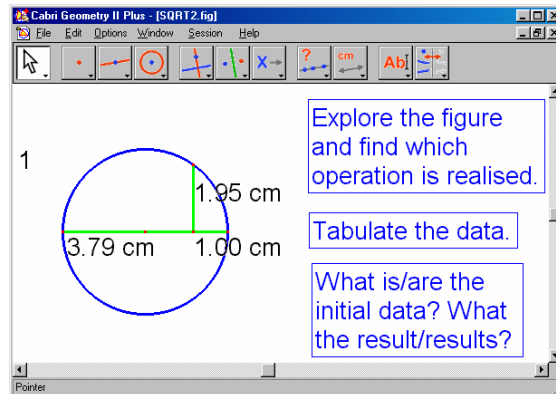 Cabri Geometry II Plus - [SQRT2.fig]
File Edit Options Window Session Help
? cm Ab
Explore the figure
and find which
operation is realised.
1
1.95 cm
3.79 cm 1.00 cm
Tabulate the data.
What is/are the
initial data? What
the result/results?
Pointer